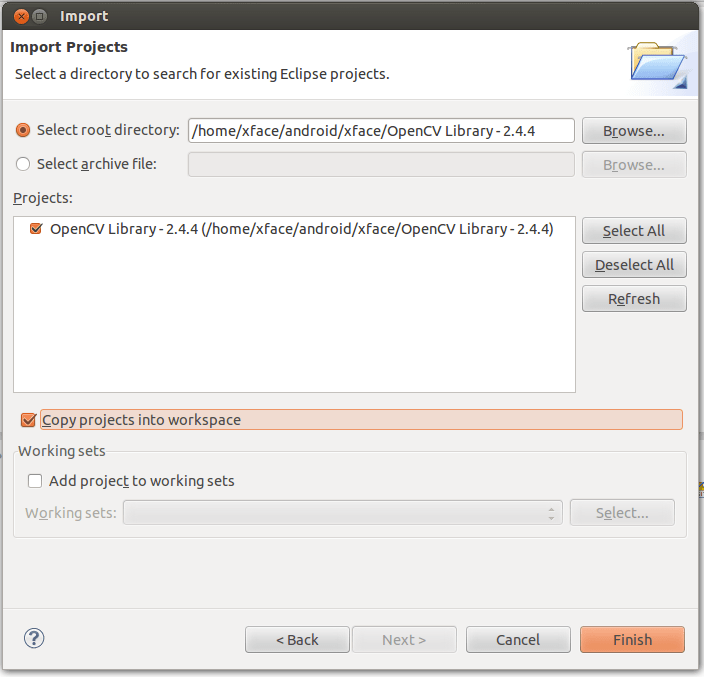 Import
Import Projects
Select a directory to search for existing Eclipse projects.
Select root directory: /home/xface/android/xface/OpenCV Library - 2.4.4 Browse...
Select archive file: Browse...
Projects:
OpenCV Library - 2.4.4 (/home/xface/android/xface/OpenCV Library - 2.4.4)
Select All
Deselect All
Refresh
Copy projects into workspace
Working sets
Add project to working sets
Working sets: Select...
? < Back Next > Cancel Finish